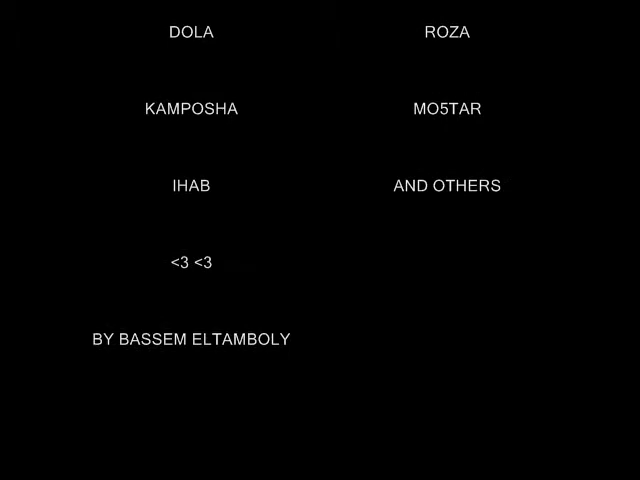 DOLA ROZA
KAMPOSHA MO5TAR
IHAB AND OTHERS
<3 <3
BY BASSEM ELTAMBOLY